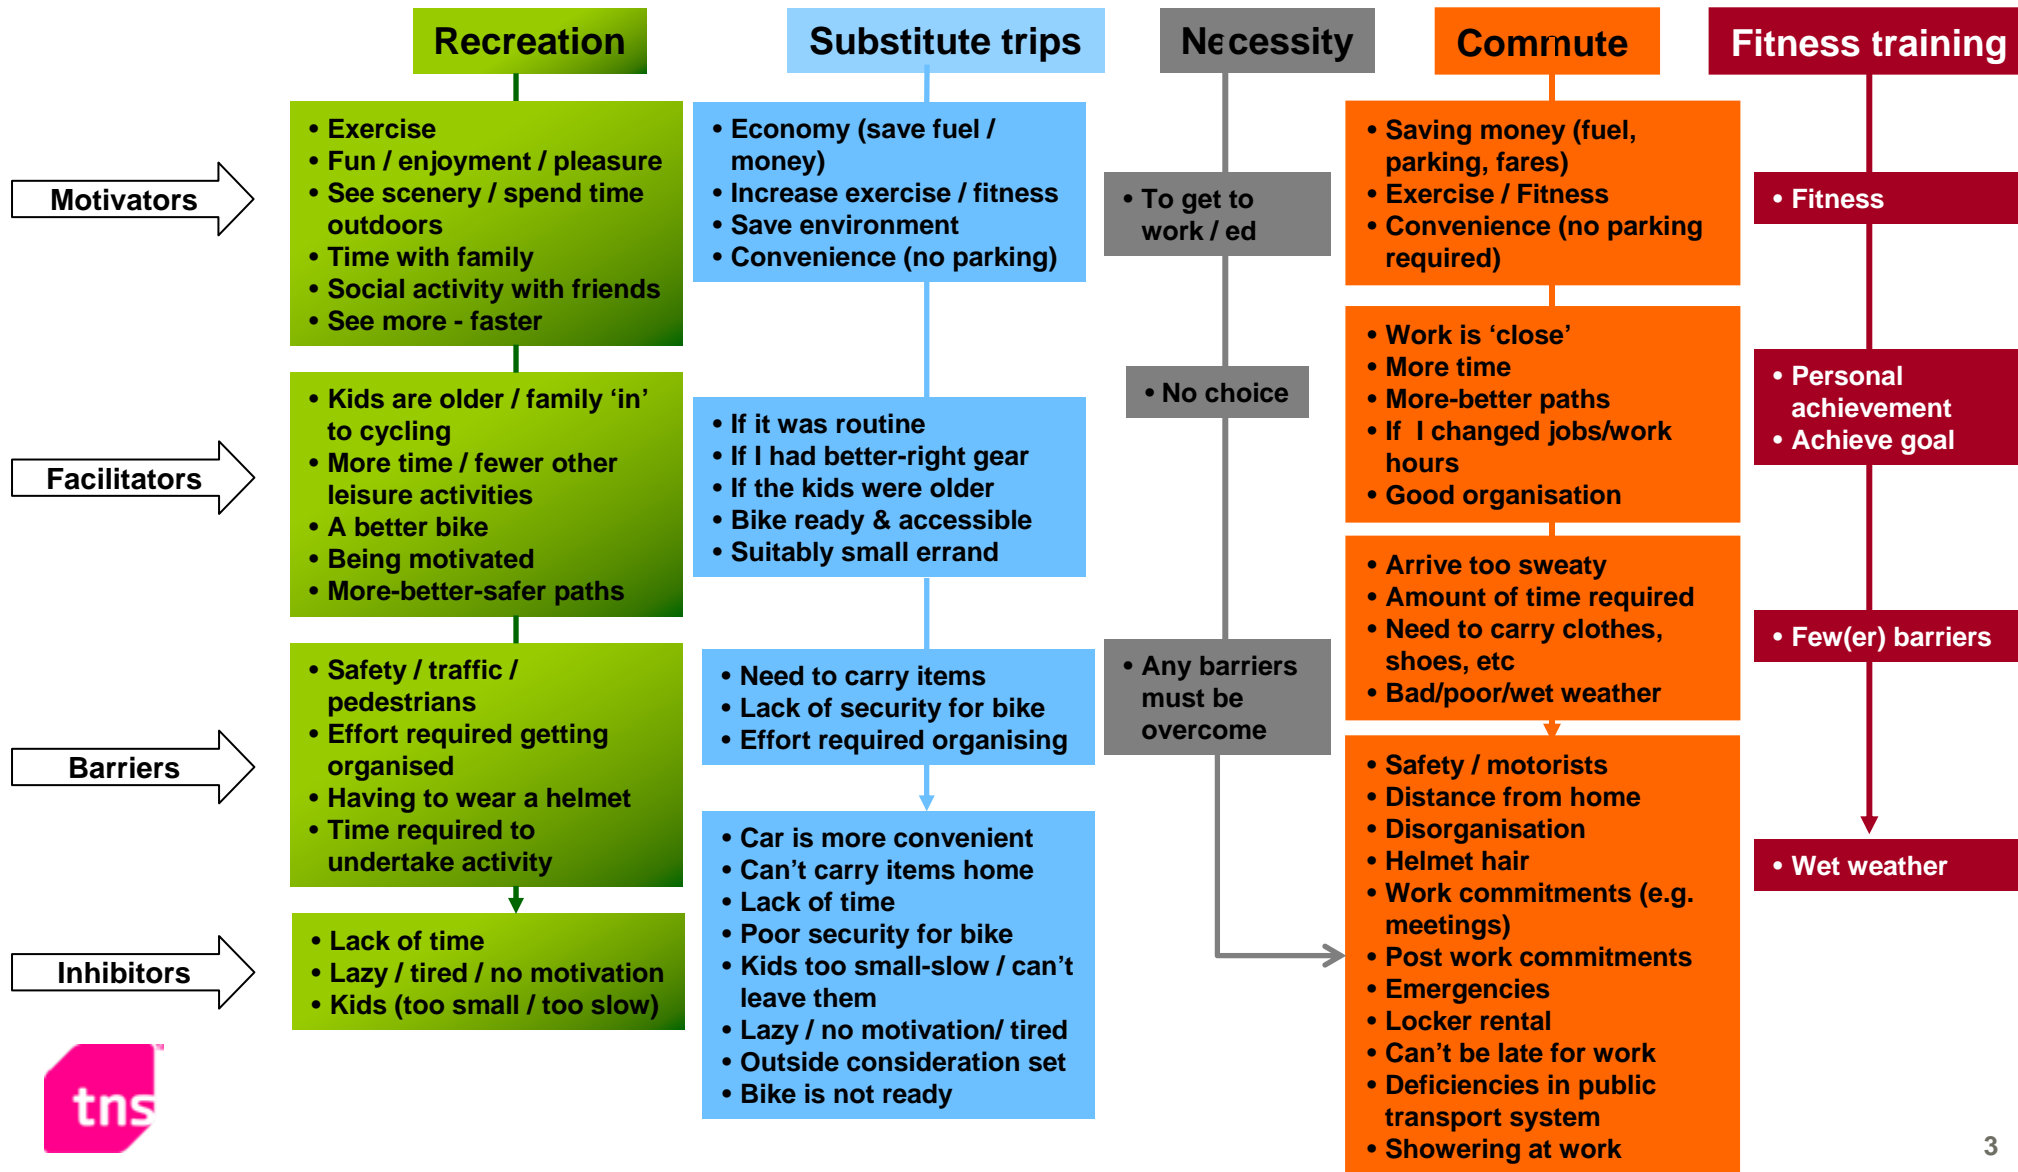 Recreation
Substitute trips
Necessity
Commute
Fitness training
Motivators
• Exercise
• Fun / enjoyment / pleasure
• See scenery / spend time
outdoors
• Time with family
• Social activity with friends
• See more - faster
• Economy (save fuel /
money)
• Increase exercise / fitness
• Save environment
• Convenience (no parking)
• To get to
work / ed
• Saving money (fuel,
parking, fares)
• Exercise / Fitness
• Convenience (no parking
required)
• Fitness
Facilitators
• Kids are older / family ‘in’
to cycling
• More time / fewer other
leisure activities
• A better bike
• Being motivated
• More-better-safer paths
• If it was routine
• If I had better-right gear
• If the kids were older
• Bike ready & accessible
• Suitably small errand
• No choice
• Work is ‘close’
• More time
• More-better paths
• If I changed jobs/work
hours
• Good organisation
• Personal
achievement
• Achieve goal
Barriers
• Safety / traffic /
pedestrians
• Effort required getting
organised
• Having to wear a helmet
• Time required to
undertake activity
• Need to carry items
• Lack of security for bike
• Effort required organising
• Any barriers
must be
overcome
• Arrive too sweaty
• Amount of time required
• Need to carry clothes,
shoes, etc
• Bad/poor/wet weather
• Few(er) barriers
Inhibitors
• Lack of time
• Lazy / tired / no motivation
• Kids (too small / too slow)
• Car is more convenient
• Can’t carry items home
• Lack of time
• Poor security for bike
• Kids too small-slow / can’t
leave them
• Lazy / no motivation/ tired
• Outside consideration set
• Bike is not ready
• Safety / motorists
• Distance from home
• Disorganisation
• Helmet hair
• Work commitments (e.g.
meetings)
• Post work commitments
• Emergencies
• Locker rental
• Can’t be late for work
• Deficiencies in public
transport system
• Showering at work
• Wet weather
tns
3